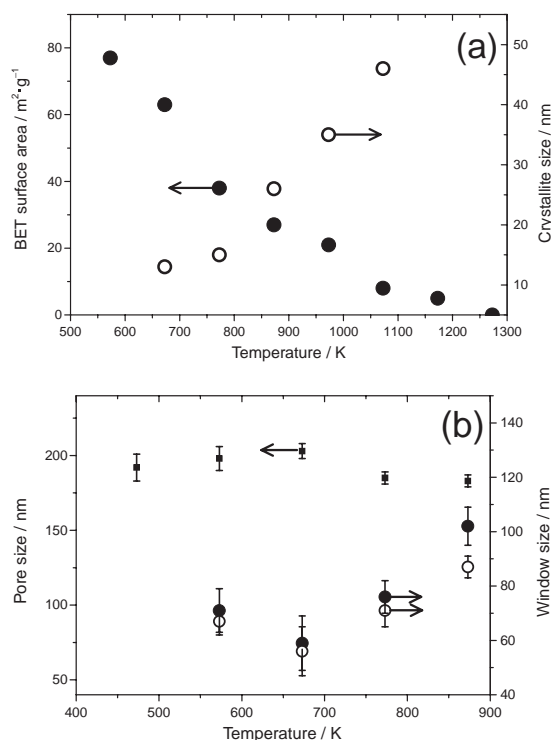 (a)
80
60
40
20
0
BET surface area / m²•g⁻¹
50
40
30
20
10
Crystallite size / nm
500 600 700 800 900 1000 1100 1200 1300
Temperature / K
(b)
200
150
100
50
Pore size / nm
150
140
120
100
80
60
40
Window size / nm
400 500 600 700 800 900
Temperature / K